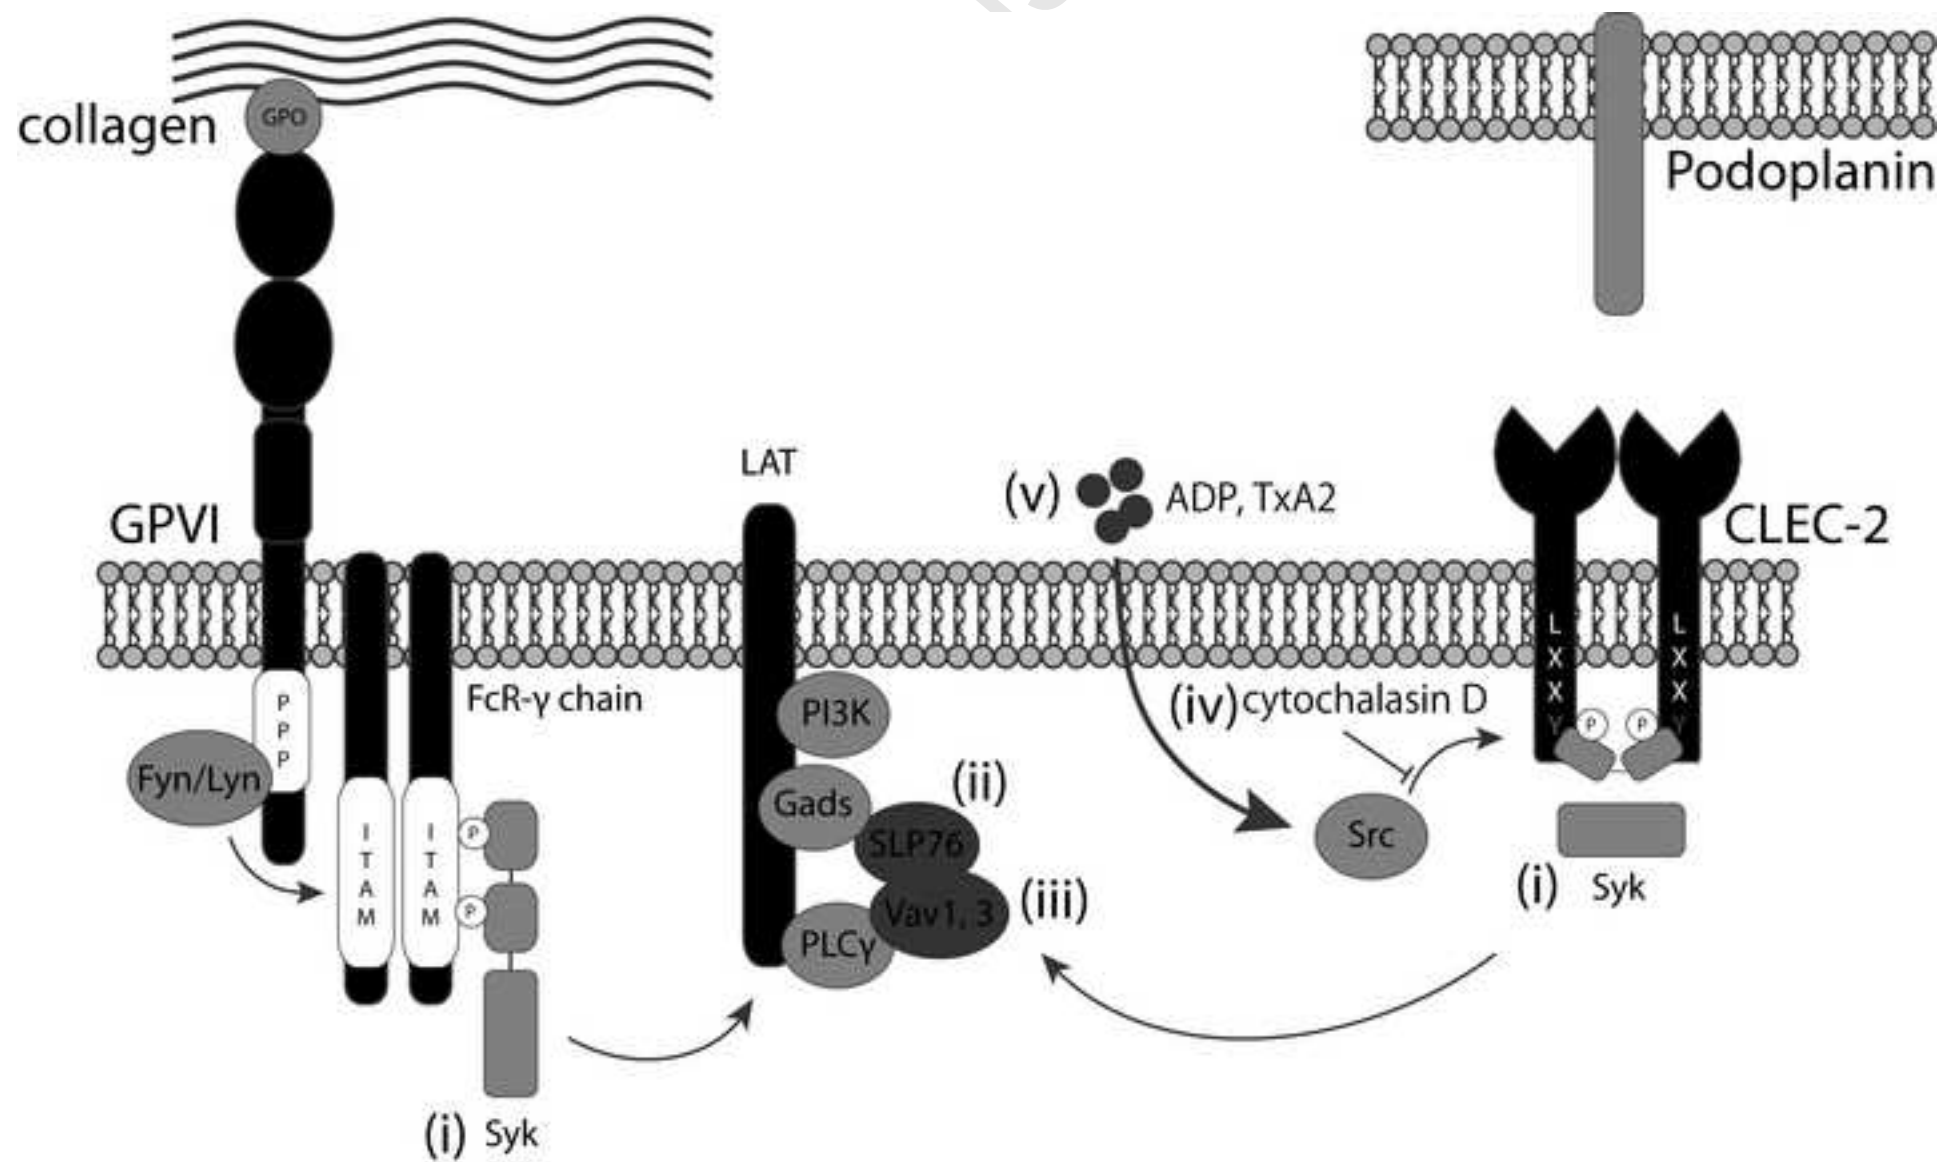 GPO
collagen
Podoplanin
LAT
(v) ADP, TxA2
GPVI
CLEC-2
L
X
X
Y
L
X
X
Y
P
P
P
FcR-γ chain
PI3K
(iv) cytochalasin D
P
P
Fyn/Lyn
Gads
(ii)
SLP76
Src
I
T
A
M
I
T
A
M
P
P
Vav1, 3
(iii)
PLCγ
(i) Syk
(i) Syk